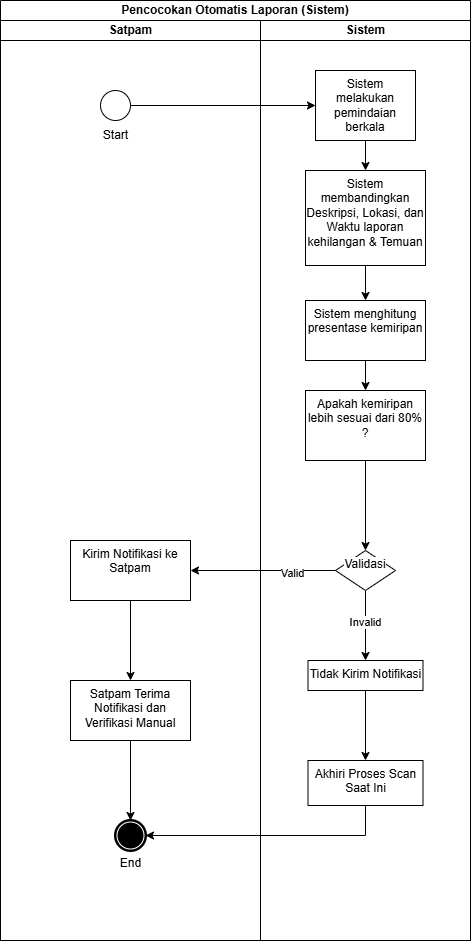 Pencocokan Otomatis Laporan (Sistem)
Satpam
Sistem
Start
Sistem
melakukan
pemindaian
berkala
Sistem
membandingkan
Deskripsi, Lokasi, dan
Waktu laporan
kehilangan & Temuan
Sistem menghitung
presentase kemiripan
Apakah kemiripan
lebih sesuai dari 80%
?
Validasi
Valid
Invalid
Kirim Notifikasi ke
Satpam
Tidak Kirim Notifikasi
Satpam Terima
Notifikasi dan
Verifikasi Manual
Akhiri Proses Scan
Saat Ini
End